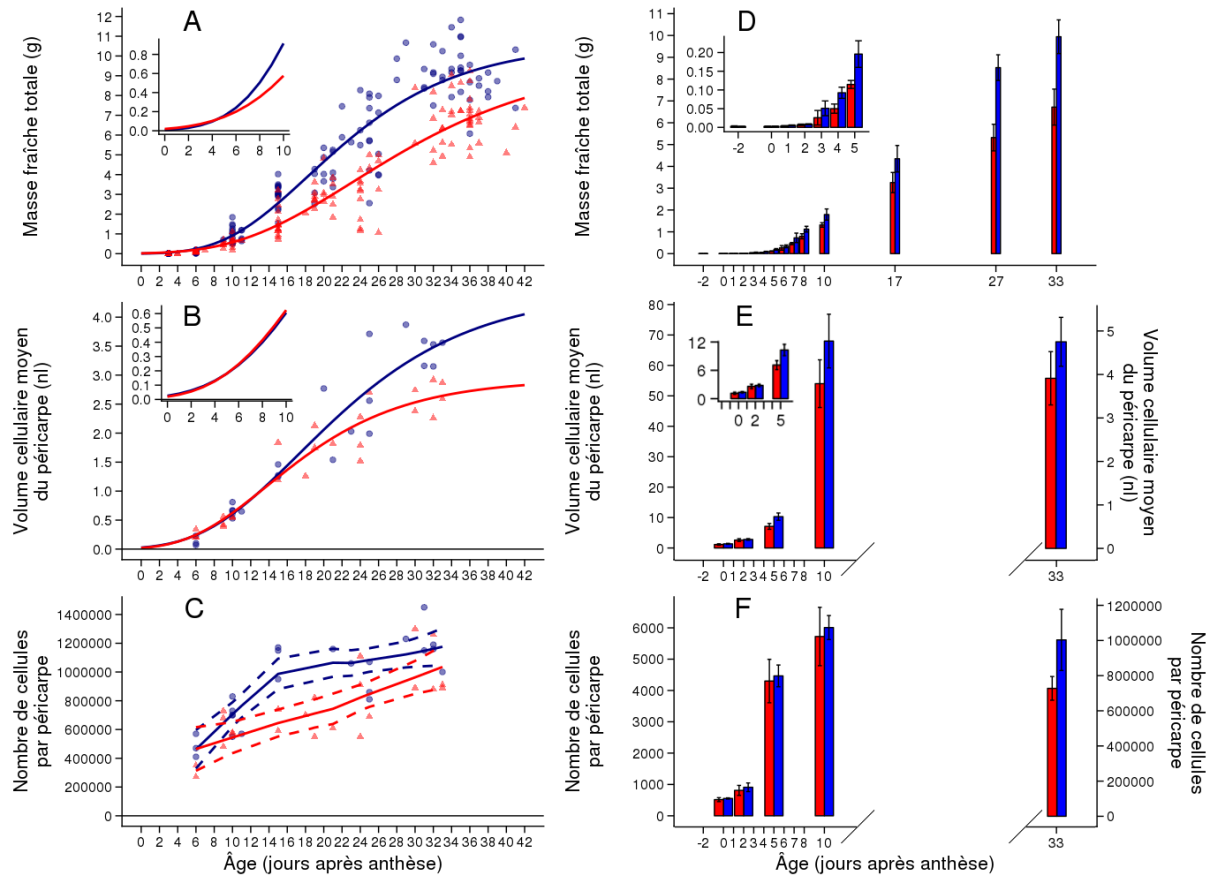 A
Masse fraîche totale (g)
12
11
10
9
8
7
6
5
4
3
2
1
0
0.8
0.6
0.4
0.2
0.0
0 2 4 6 8 10
0 2 4 6 8 10 12 14 16 18 20 22 24 26 28 30 32 34 36 38 40 42
D
Masse fraîche totale (g)
11
10
9
8
7
6
5
4
3
2
1
0
0.20
0.15
0.10
0.05
0.00
-2 0 1 2 3 4 5
-2 0 1 2 3 4 5 6 7 8 10 17 27 33
B
Volume cellulaire moyen
du péricarpe (nl)
4.0
3.5
3.0
2.5
2.0
1.5
1.0
0.5
0.0
0.6
0.5
0.4
0.3
0.2
0.1
0.0
0 2 4 6 8 10
0 2 4 6 8 10 12 14 16 18 20 22 24 26 28 30 32 34 36 38 40 42
E
Volume cellulaire moyen
du péricarpe (nl)
80
70
60
50
40
30
20
10
0
12
6
0
0 2 5
-2 0 1 2 3 4 5 6 7 8 10 33
5
4
3
2
1
0
Volume cellulaire moyen
du péricarpe (nl)
C
Nombre de cellules
par péricarpe
1400000
1200000
1000000
800000
600000
400000
200000
0
0 2 4 6 8 10 12 14 16 18 20 22 24 26 28 30 32 34 36 38 40 42
Âge (jours après anthèse)
F
Nombre de cellules
par péricarpe
6000
5000
4000
3000
2000
1000
0
-2 0 1 2 3 4 5 6 7 8 10 33
1200000
1000000
800000
600000
400000
200000
0
Nombre de cellules
par péricarpe
Âge (jours après anthèse)